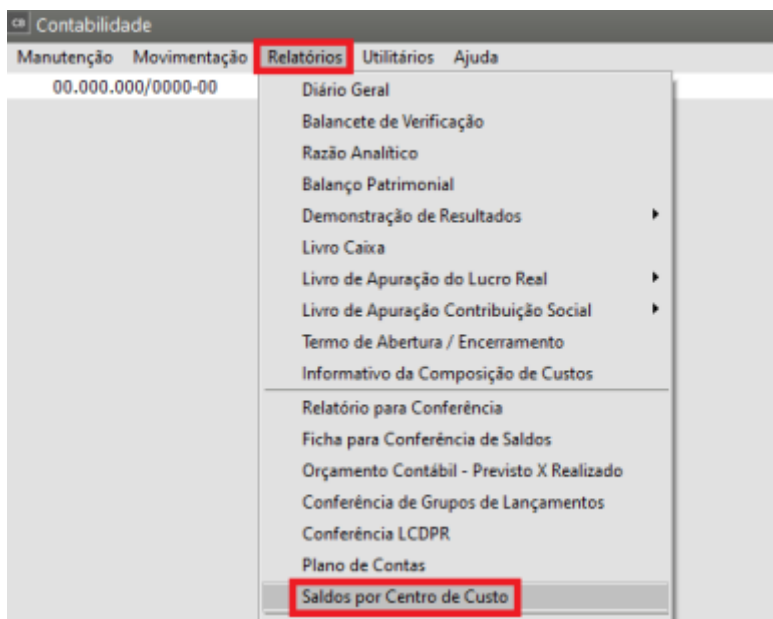 CB Contabilidade
Manutenção Movimentação Relatórios Utilitários Ajuda
00.000.000/0000-00
Diário Geral
Balancete de Verificação
Razão Analítico
Balanço Patrimonial
Demonstração de Resultados
Livro Caixa
Livro de Apuração do Lucro Real
Livro de Apuração Contribuição Social
Termo de Abertura / Encerramento
Informativo da Composição de Custos
Relatório para Conferência
Ficha para Conferência de Saldos
Orçamento Contábil - Previsto X Realizado
Conferência de Grupos de Lançamentos
Conferência LCDPR
Plano de Contas
Saldos por Centro de Custo